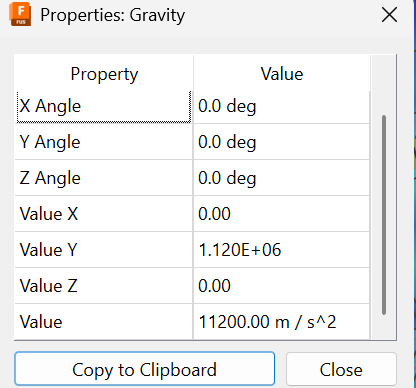 F
FUS
Properties: Gravity
Property Value
X Angle 0.0 deg
Y Angle 0.0 deg
Z Angle 0.0 deg
Value X 0.00
Value Y 1.120E+06
Value Z 0.00
Value 11200.00 m / s^2
Copy to Clipboard Close